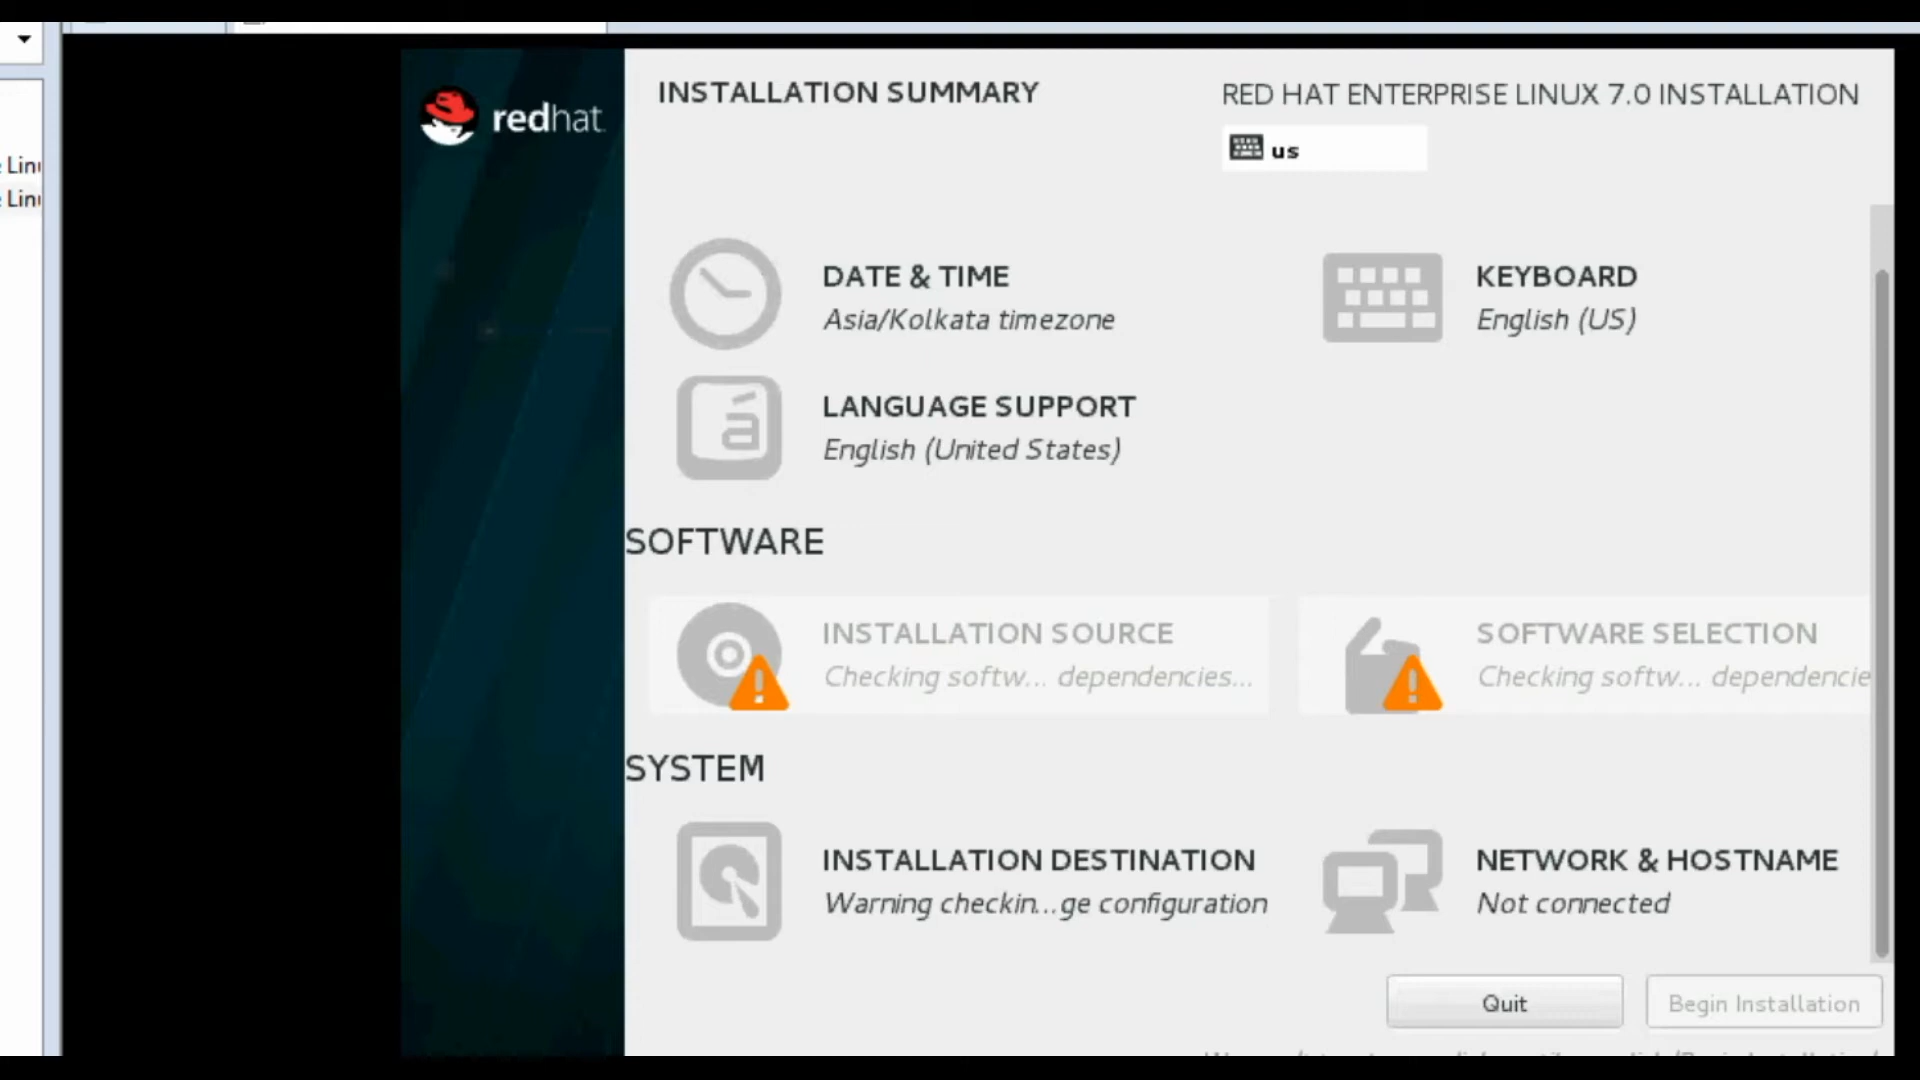 Linu
Linu
redhat.
INSTALLATION SUMMARY
RED HAT ENTERPRISE LINUX 7.0 INSTALLATION
us
DATE & TIME
Asia/Kolkata timezone
KEYBOARD
English (US)
LANGUAGE SUPPORT
English (United States)
SOFTWARE
INSTALLATION SOURCE
Checking softw... dependencies...
SOFTWARE SELECTION
Checking softw... dependencie
SYSTEM
INSTALLATION DESTINATION
Warning checkin...ge configuration
NETWORK & HOSTNAME
Not connected
Quit
Begin Installation